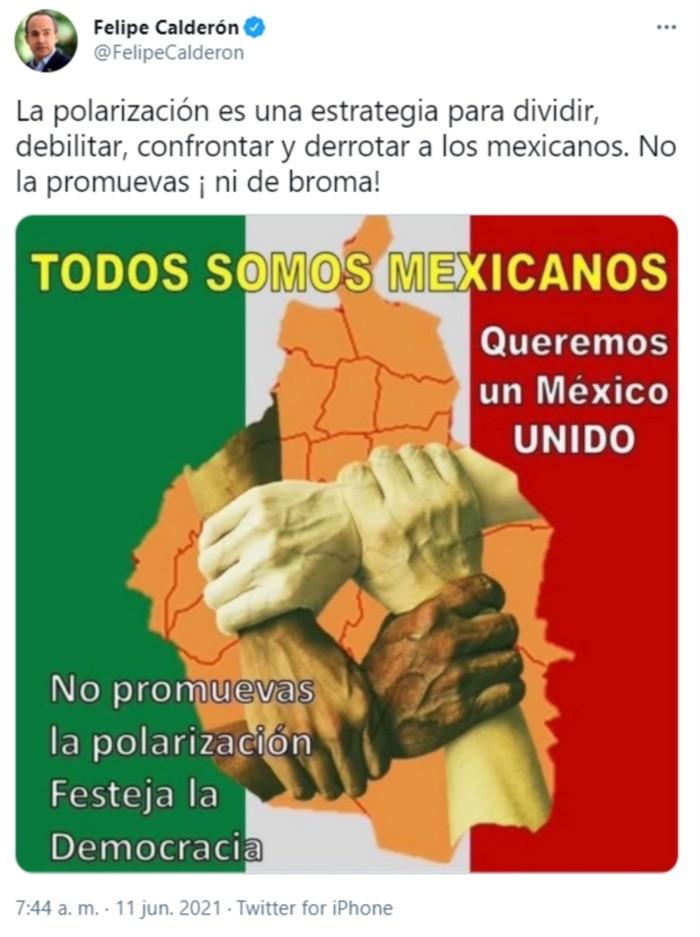 Felipe Calderón
@FelipeCalderon
La polarización es una estrategia para dividir,
debilitar, confrontar y derrotar a los mexicanos. No
la promuevas ¡ ni de broma!
TODOS SOMOS MEXICANOS
Queremos
un México
UNIDO
No promuevas
la polarización
Festeja la
Democracia
7:44 a. m. · 11 jun. 2021 · Twitter for iPhone